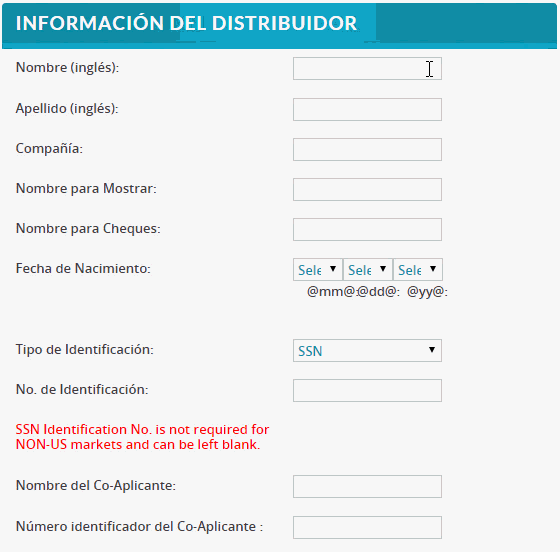 INFORMACIÓN DEL DISTRIBUIDOR
Nombre (inglés):
Apellido (inglés):
Compañía:
Nombre para Mostrar:
Nombre para Cheques:
Fecha de Nacimiento: Sele Sele Sele
@mm@:@dd@: @yy@:
Tipo de Identificación: SSN
No. de Identificación:
SSN Identification No. is not required for
NON-US markets and can be left blank.
Nombre del Co-Aplicante:
Número identificador del Co-Aplicante :